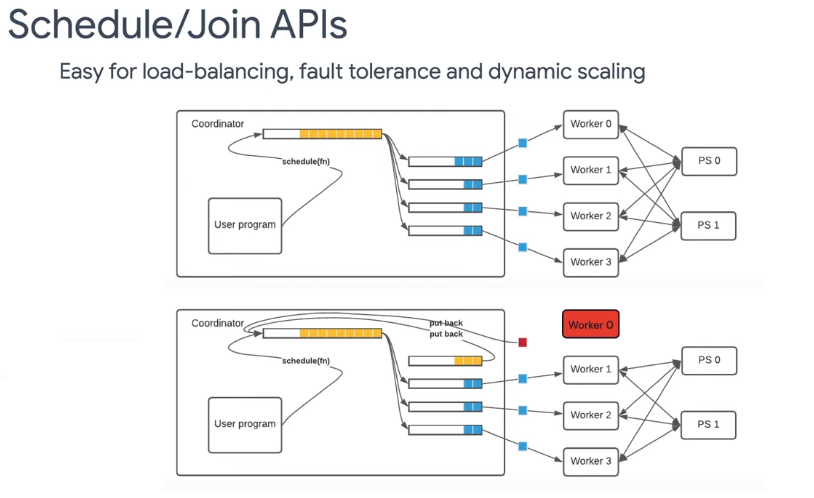 Schedule/Join APIs
Easy for load-balancing, fault tolerance and dynamic scaling
Coordinator
schedule(fn)
User program
Worker 0
Worker 1
Worker 2
Worker 3
PS 0
PS 1
Coordinator
put back
put back
schedule(fn)
User program
Worker 0
Worker 1
Worker 2
Worker 3
PS 0
PS 1